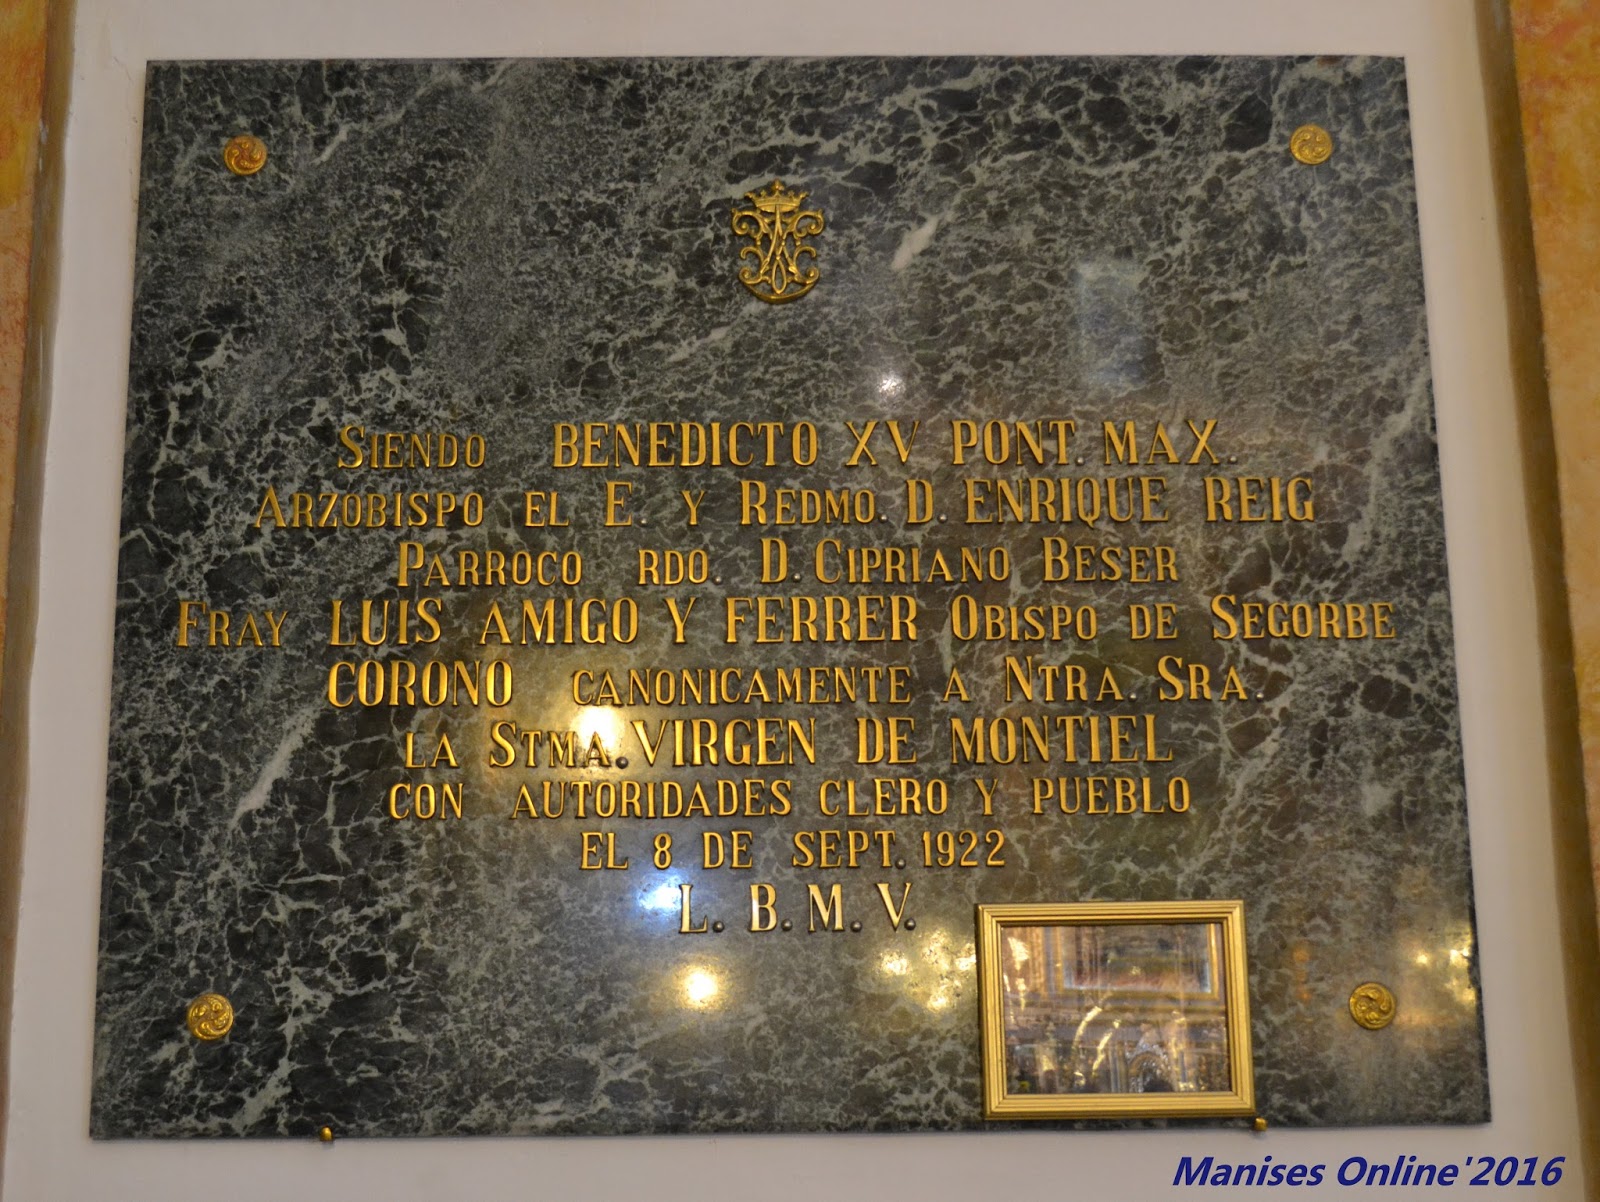 SIENDO BENEDICTO XV PONT. MAX.
ARZOBISPO EL E. Y REDMO. D. ENRIQUE REIG
PARROCO RDO. D. CIPRIANO BESER
FRAY LUIS AMIGO Y FERRER OBISPO DE SEGORBE
CORONO CANONICAMENTE A NTRA. SRA.
LA STMA. VIRGEN DE MONTIEL
CON AUTORIDADES CLERO Y PUEBLO
EL 8 DE SEPT. 1922
L. B. M. V.
Manises Online'2016